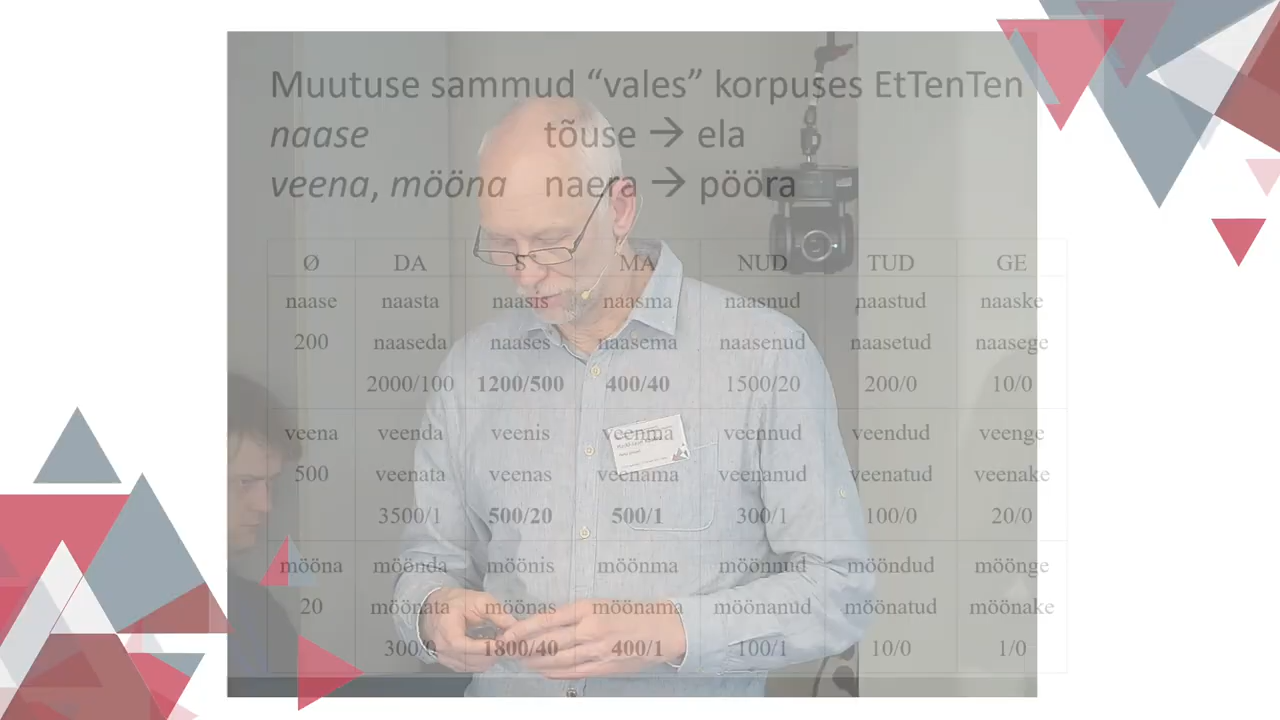 Muutuse sammud “vales” korpuses EtTenTen
naase tõuse → ela
veena, mööna naera → pööra
Ø DA S MA NUD TUD GE
naase naasta naasis naasma naasnud naastud naaske
200 naaseda naases naasema naasenud naasetud naasege
2000/100 1200/500 400/40 1500/20 200/0 10/0
veena veenda veenis veenma veennud veendud veenge
500 veenata veenas veenama veenanud veenatud veenake
3500/1 500/20 500/1 300/1 100/0 20/0
mööna möönda möönis möönma möönnud mööndud möönge
20 möönata möönas möönama möönanud möönatud möönake
300/0 1800/40 400/1 100/1 10/0 1/0